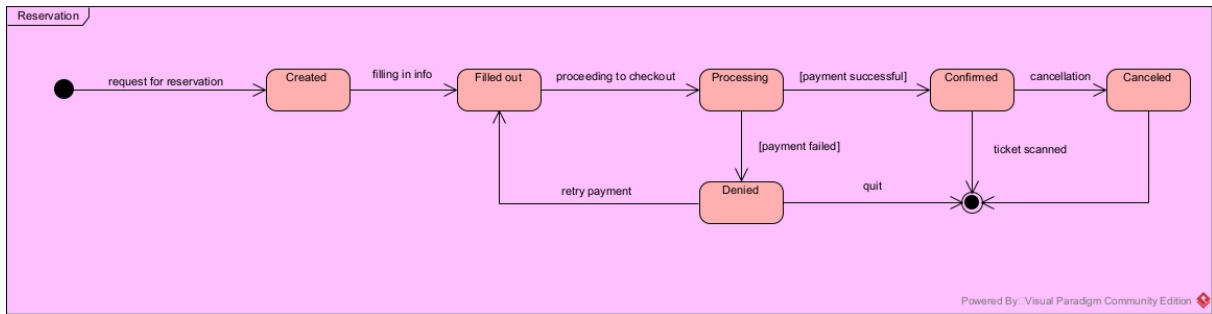 Reservation
request for reservation
Created
filling in info
Filled out
proceeding to checkout
Processing
[payment successful]
Confirmed
cancellation
Canceled
[payment failed]
ticket scanned
retry payment
Denied
quit
Powered By Visual Paradigm Community Edition